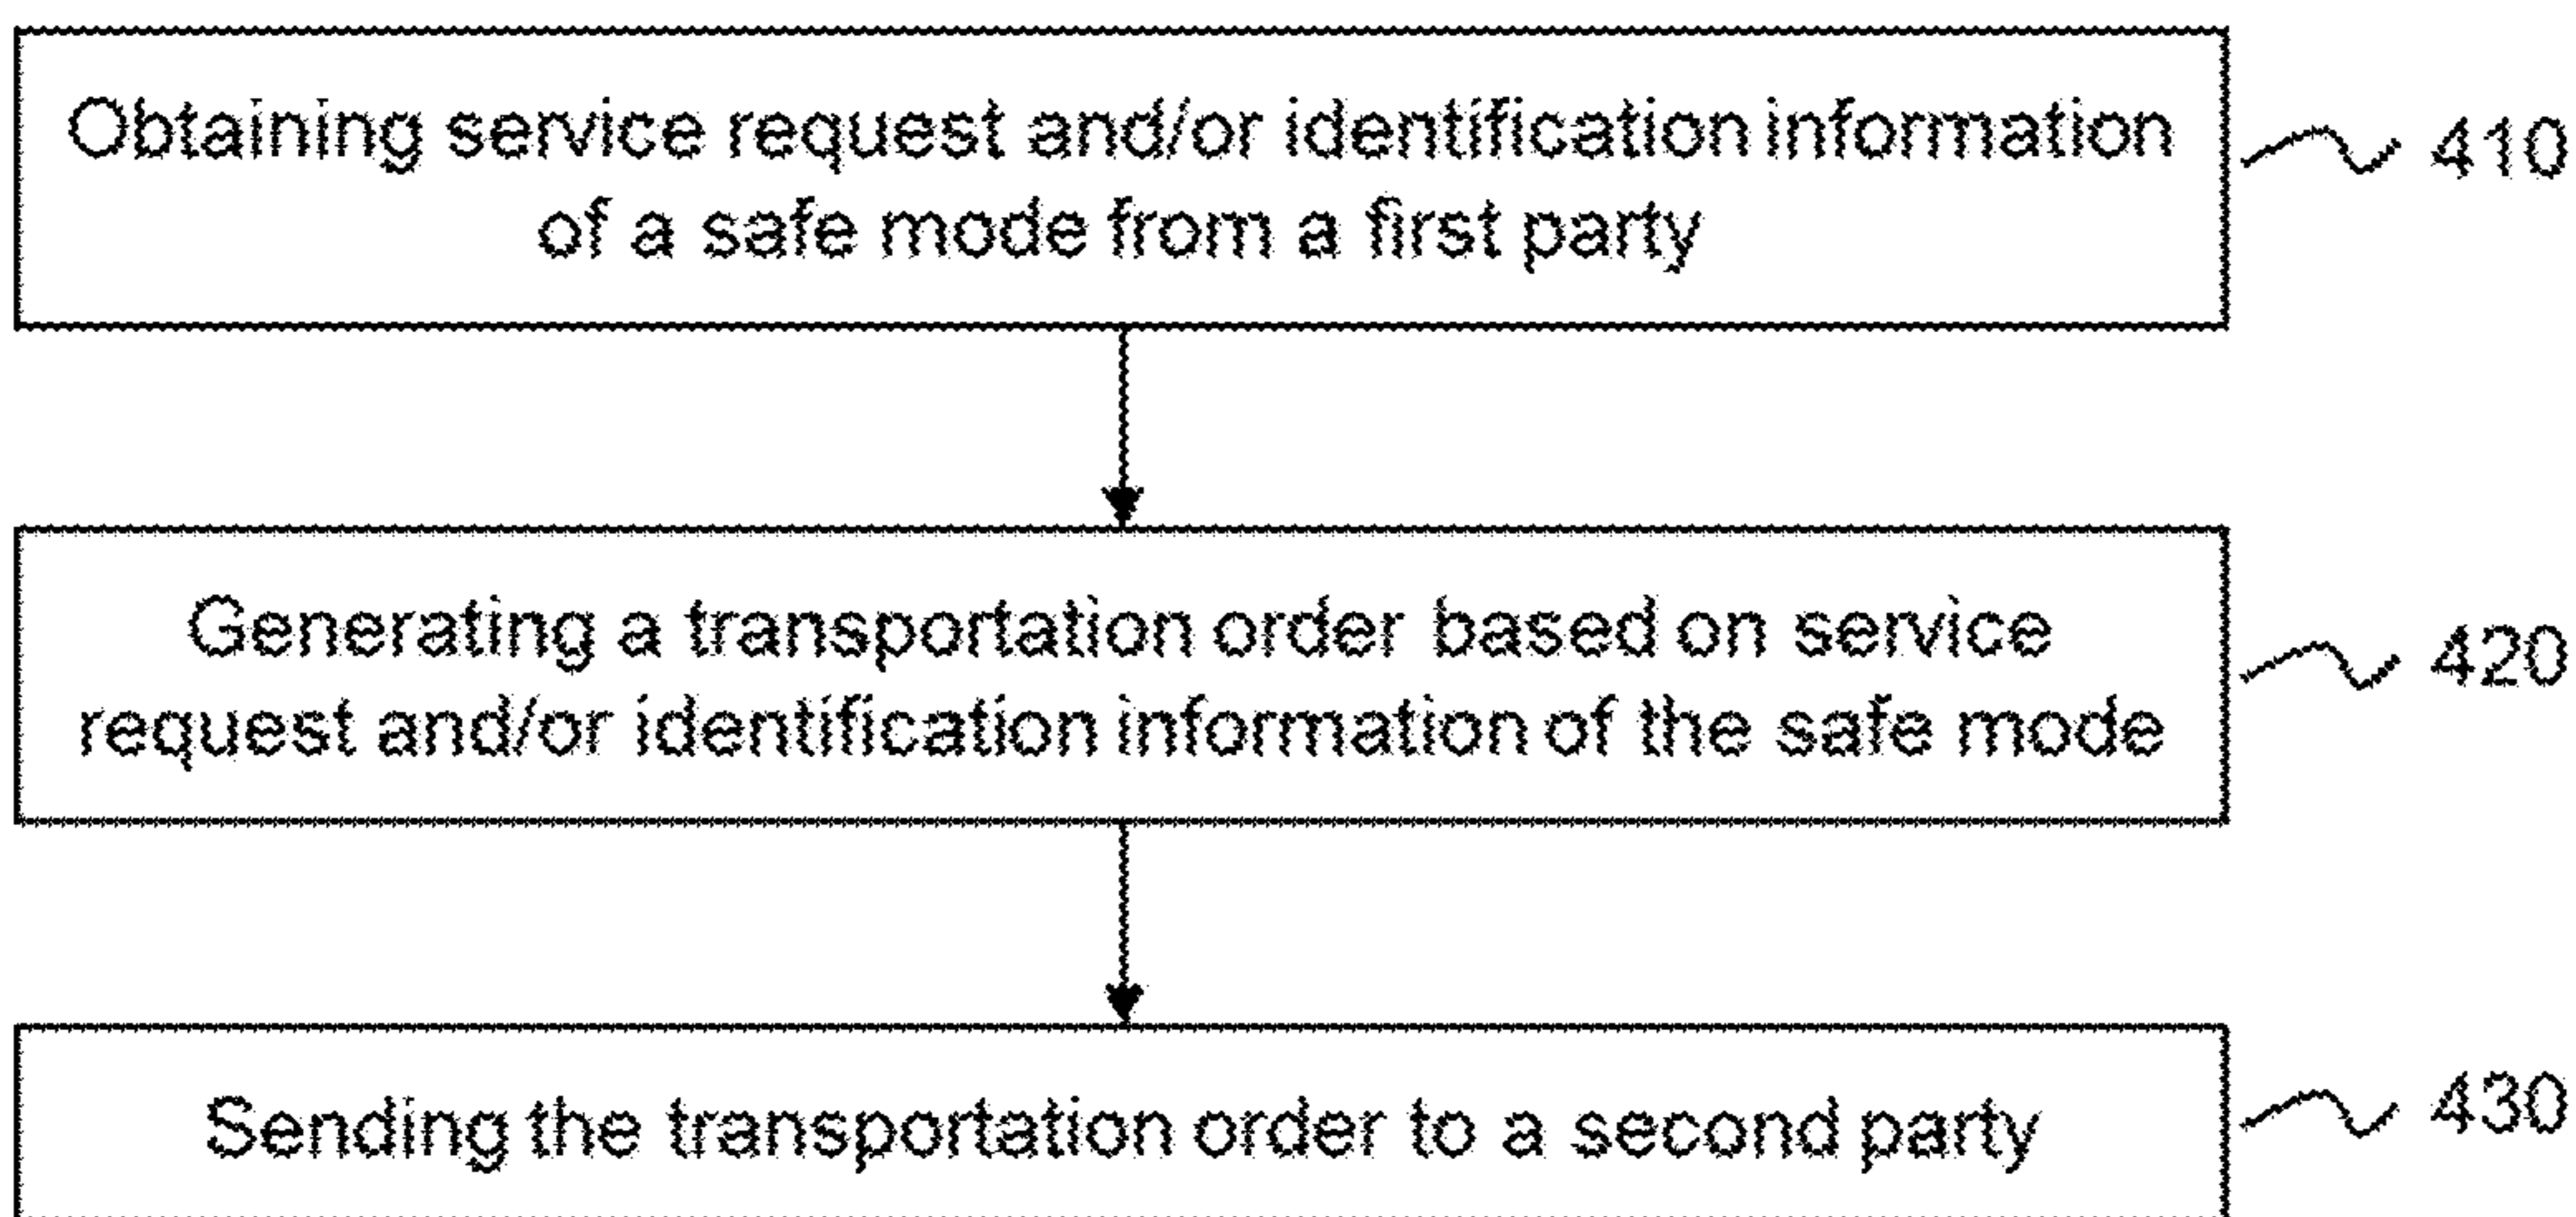 Obtaining service request and/or identification information
of a safe mode from a first party
410
Generating a transportation order based on service
request and/or identification information of the safe mode
420
Sending the transportation order to a second party
430